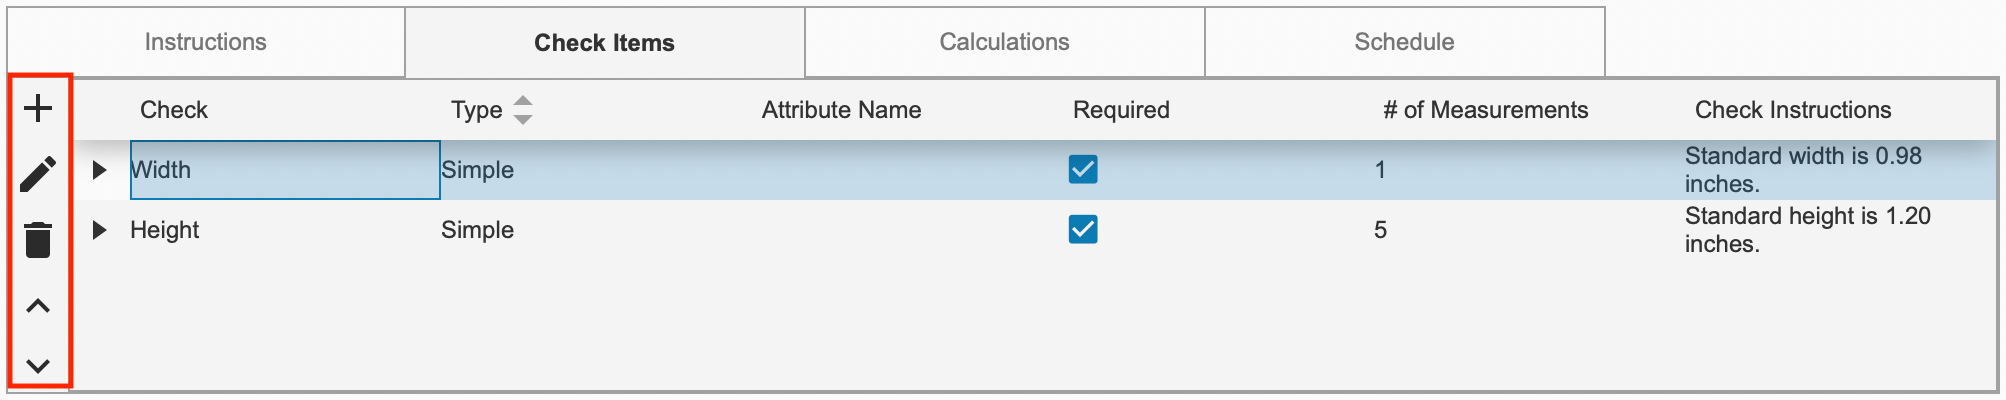 Instructions Check Items Calculations Schedule
Check Type Attribute Name Required # of Measurements Check Instructions
Width Simple 1 Standard width is 0.98
inches.
Height Simple 5 Standard height is 1.20
inches.